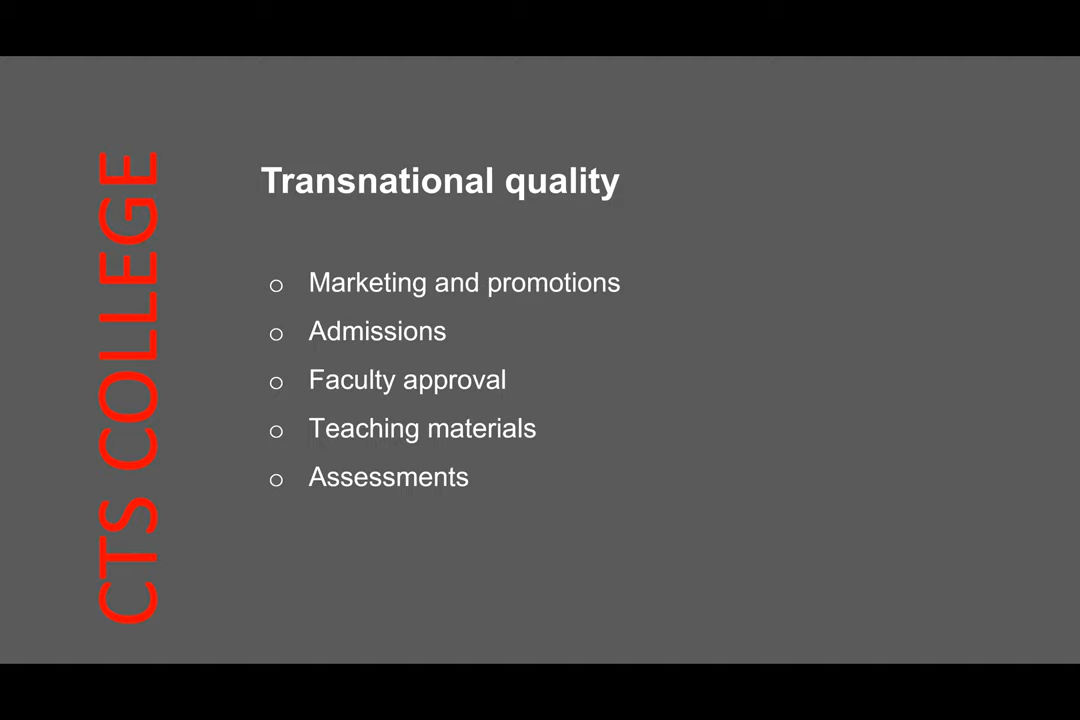 CTS COLLEGE
Transnational quality
o Marketing and promotions
o Admissions
o Faculty approval
o Teaching materials
o Assessments